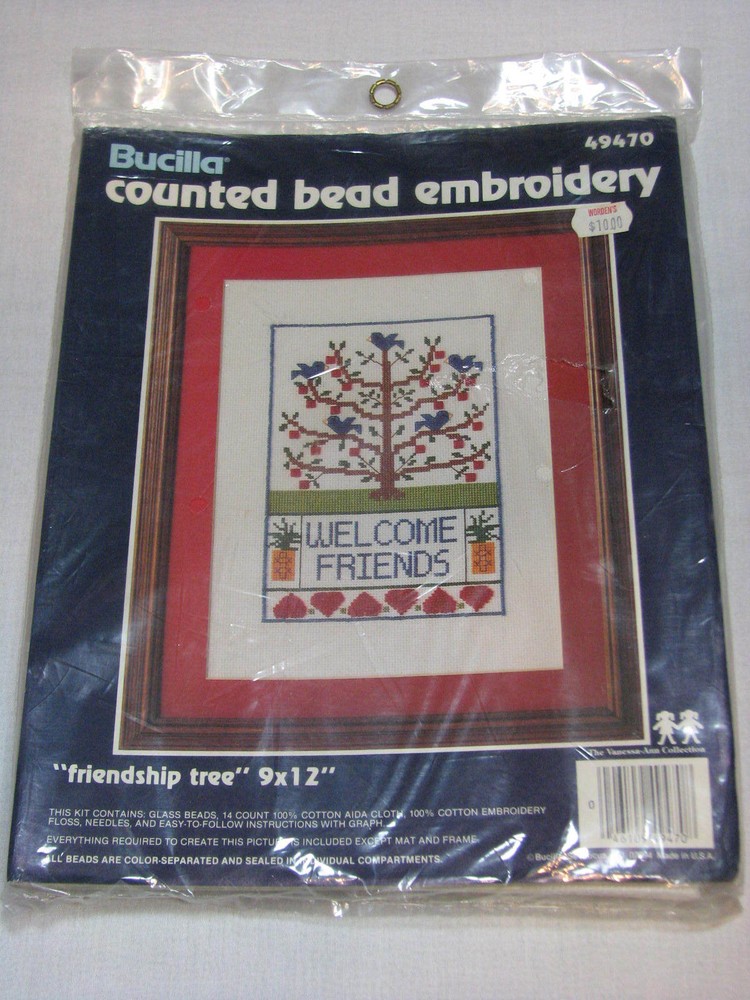 49470
Bucilla®
counted bead embroidery
WORDEN'S
$10.00
WELCOME
FRIENDS
The Vanessa-Ann Collection
"friendship tree" 9x12"
THIS KIT CONTAINS: GLASS BEADS, 14 COUNT 100% COTTON AIDA CLOTH, 100% COTTON EMBROIDERY
FLOSS, NEEDLES, AND EASY-TO-FOLLOW INSTRUCTIONS WITH GRAPH.
EVERYTHING REQUIRED TO CREATE THIS PICTURE IS INCLUDED EXCEPT MAT AND FRAME.
ALL BEADS ARE COLOR-SEPARATED AND SEALED IN INDIVIDUAL COMPARTMENTS.
0
© Made in U.S.A.